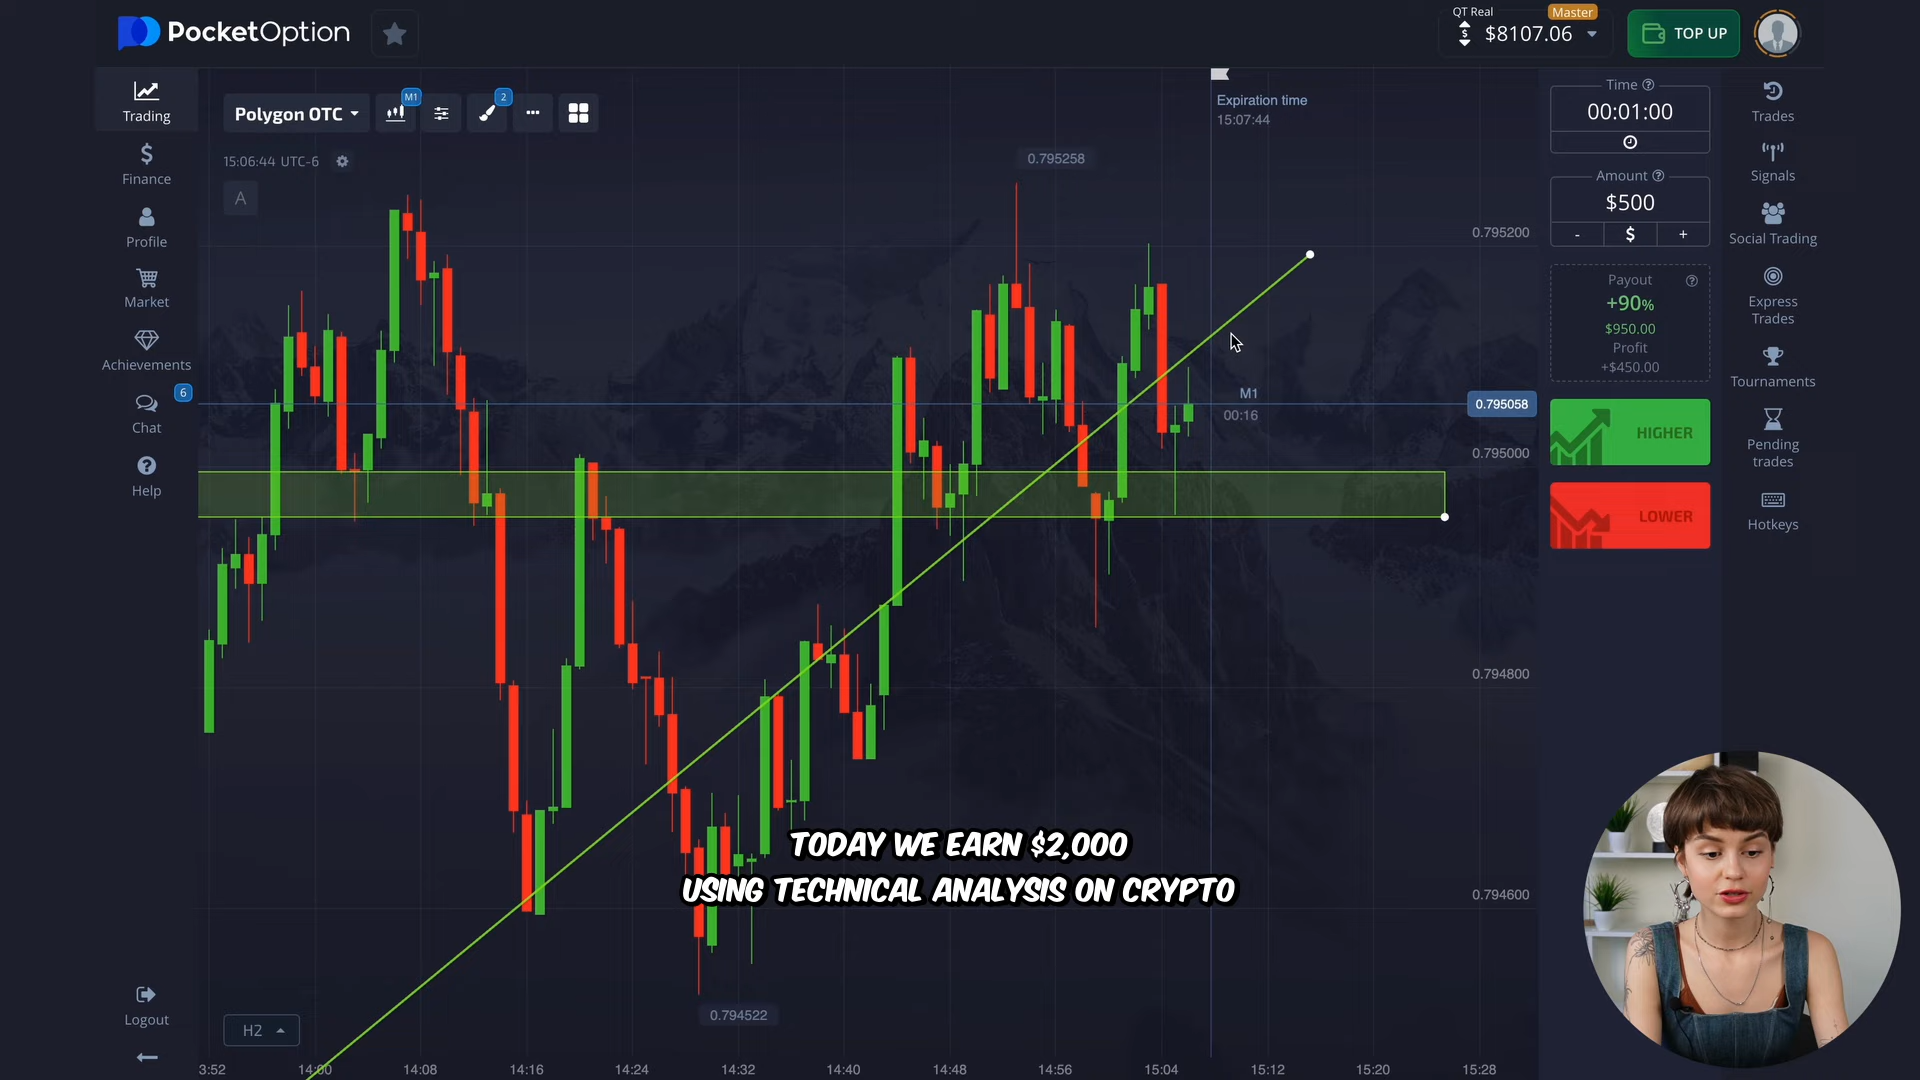 PocketOption
QT Real
Master
$8107.06
TOP UP
Trading
Finance
Profile
Market
Achievements
6
Chat
Help
Logout
Polygon OTC
M1
2
15:06:44 UTC-6
A
Expiration time
15:07:44
0.795258
0.795200
M1
00:16
0.795058
0.795000
0.794800
0.794600
0.794522
TODAY WE EARN $2,000
USING TECHNICAL ANALYSIS ON CRYPTO
H2
3:52 14:00 14:08 14:16 14:24 14:32 14:40 14:48 14:56 15:04 15:12 15:20 15:28
Time
00:01:00
Amount
$500
- $ +
Payout
+90%
$950.00
Profit
+$450.00
HIGHER
LOWER
Trades
Signals
Social Trading
Express
Trades
Tournaments
Pending
trades
Hotkeys